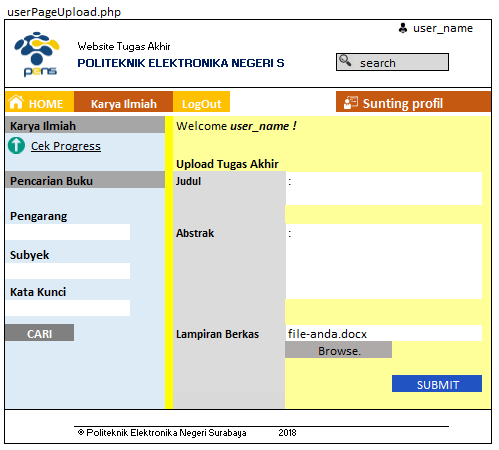 userPageUpload.php
user_name
Website Tugas Akhir
POLITEKNIK ELEKTRONIKA NEGERI S
pens
search
HOME Karya Ilmiah LogOut Sunting profil
Karya Ilmiah
Cek Progress
Pencarian Buku
Pengarang
Subyek
Kata Kunci
CARI
Welcome user_name !
Upload Tugas Akhir
Judul :
Abstrak :
Lampiran Berkas file-anda.docx
Browse.
SUBMIT
® Politeknik Elektronika Negeri Surabaya 2018